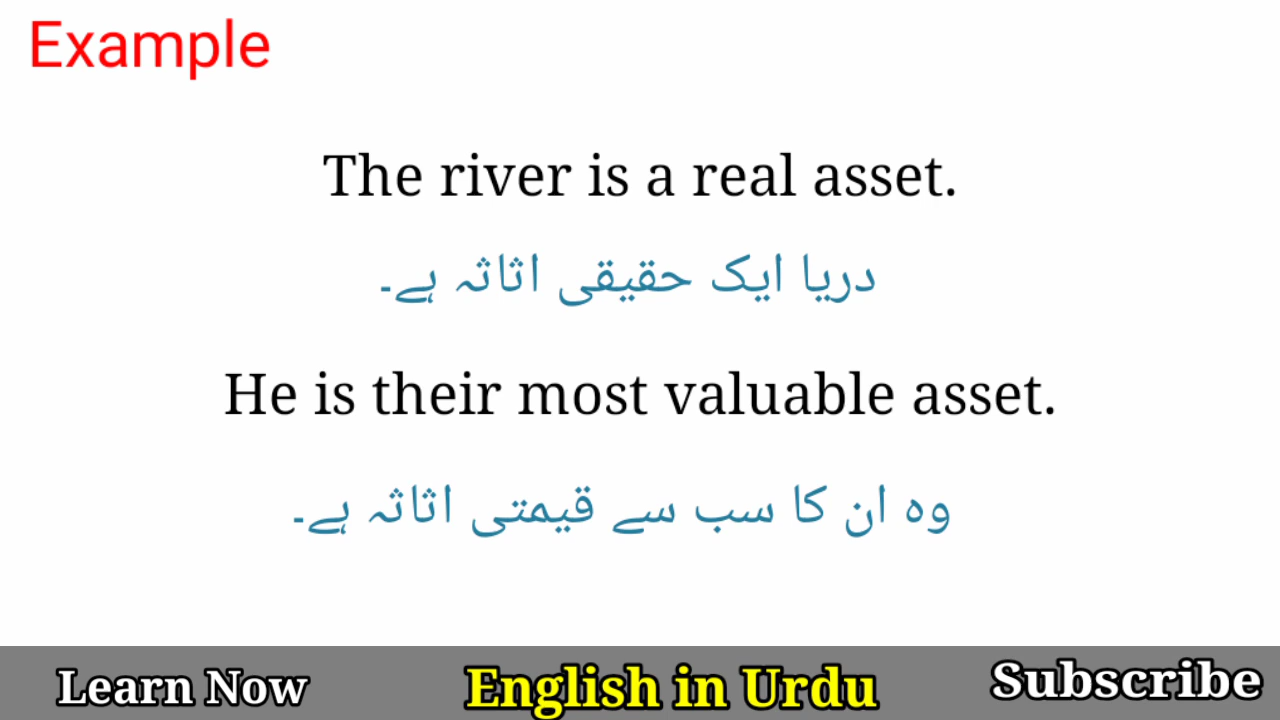 Example
The river is a real asset.
دریا ایک حقیقی اثاثہ ہے۔
He is their most valuable asset.
وہ ان کا سب سے قیمتی اثاثہ ہے۔
Learn Now
English in Urdu
Subscribe